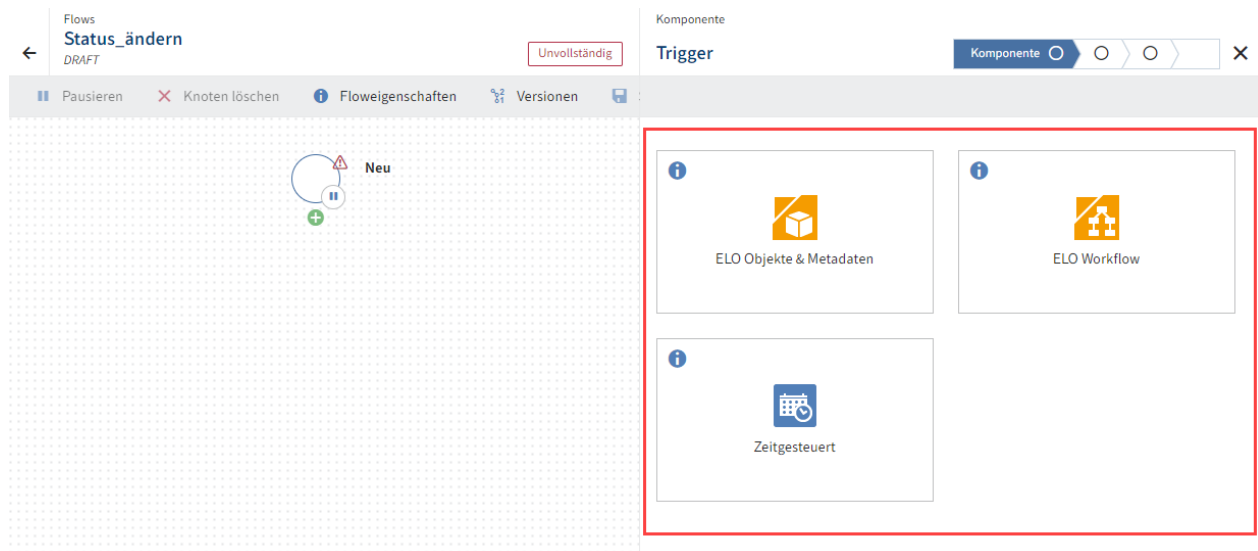 Flows
Status_ändern
DRAFT
Unvollständig
Pausieren
Knoten löschen
Floweigenschaften
Versionen
Neu
Komponente
Trigger
Komponente
ELO Objekte & Metadaten
ELO Workflow
Zeitgesteuert